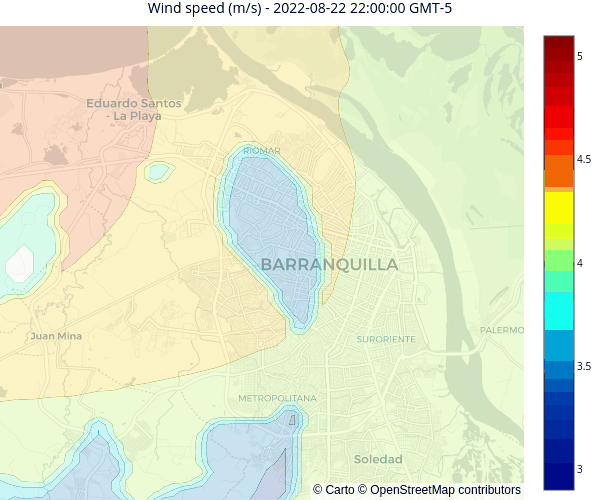 Wind speed (m/s) - 2022-08-22 22:00:00 GMT-5
5
Eduardo Santos
- La Playa
RIOMAR
4.5
BARRANQUILLA
4
Juan Mina
SURORIENTE
PALERMO
3.5
METROPOLITANA
Soledad
3
© Carto © OpenStreetMap contributors